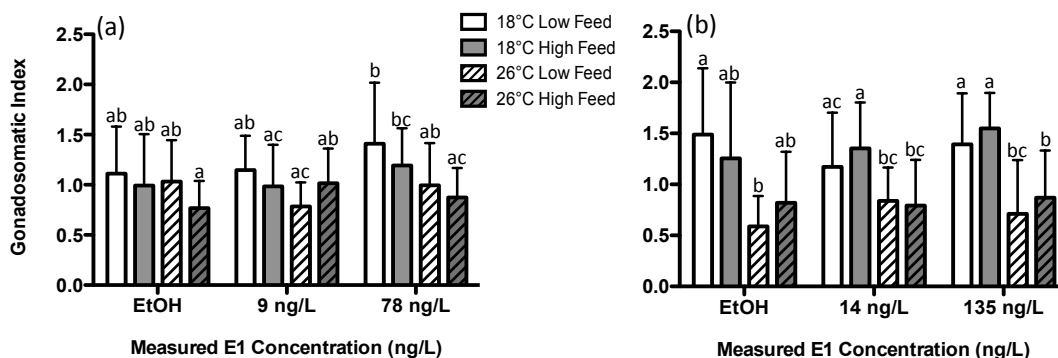 (a)
Gonadosomatic Index
2.5
2.0
1.5
1.0
0.5
0.0
ab ab ab a
ab ac ac ab
b bc ab ac
EtOH 9 ng/L 78 ng/L
Measured E1 Concentration (ng/L)
18°C Low Feed
18°C High Feed
26°C Low Feed
26°C High Feed
(b)
2.5
2.0
1.5
1.0
0.5
0.0
a ab b ab
ac a bc bc
a a bc b
EtOH 14 ng/L 135 ng/L
Measured E1 Concentration (ng/L)